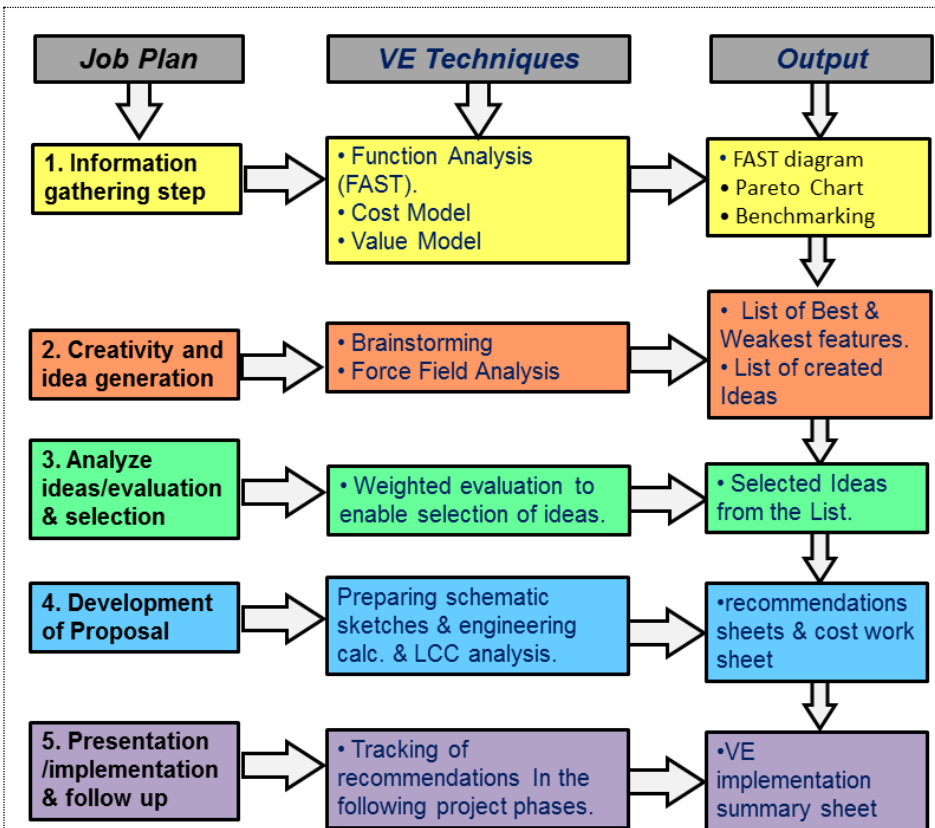 Job Plan
VE Techniques
Output
1. Information
gathering step
• Function Analysis
(FAST).
• Cost Model
• Value Model
• FAST diagram
• Pareto Chart
• Benchmarking
2. Creativity and
idea generation
• Brainstorming
• Force Field Analysis
• List of Best &
Weakest features.
• List of created
Ideas
3. Analyze
ideas/evaluation
& selection
• Weighted evaluation to
enable selection of ideas.
• Selected Ideas
from the List.
4. Development
of Proposal
Preparing schematic
sketches & engineering
calc. & LCC analysis.
•recommendations
sheets & cost work
sheet
5. Presentation
/implementation
& follow up
• Tracking of
recommendations In the
following project phases.
•VE
implementation
summary sheet